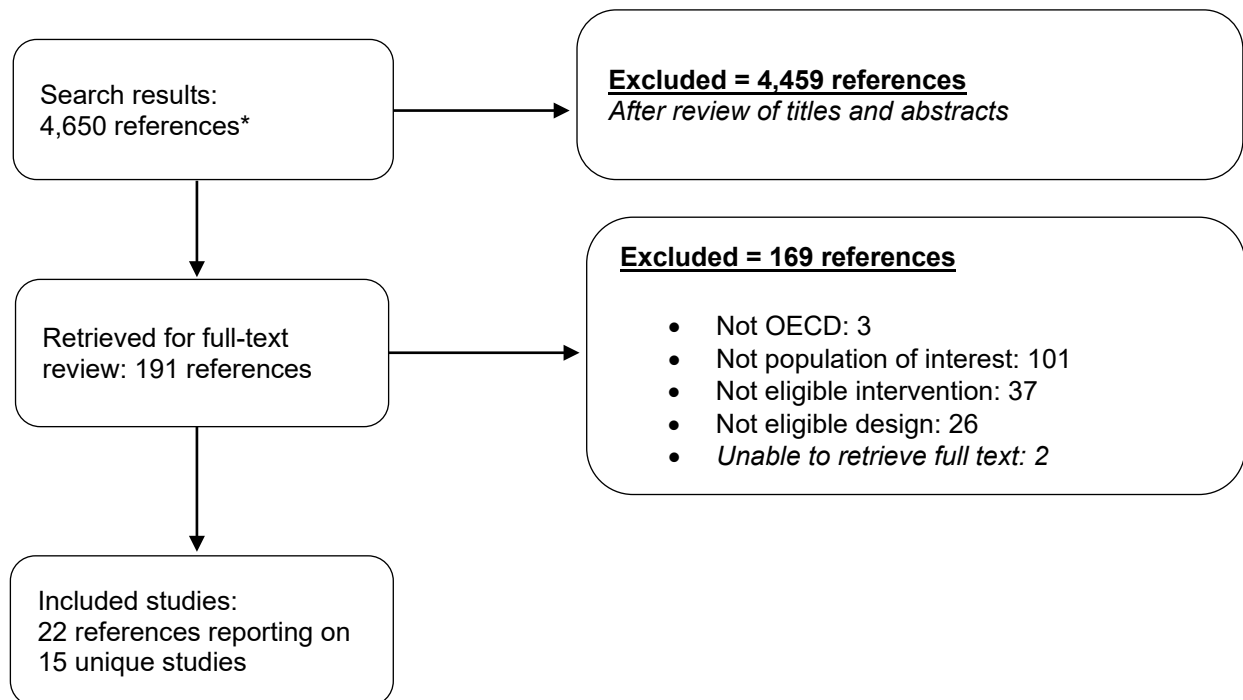 Search results:
4,650 references*
Excluded = 4,459 references
After review of titles and abstracts
Retrieved for full-text
review: 191 references
Excluded = 169 references
• Not OECD: 3
• Not population of interest: 101
• Not eligible intervention: 37
• Not eligible design: 26
• Unable to retrieve full text: 2
Included studies:
22 references reporting on
15 unique studies